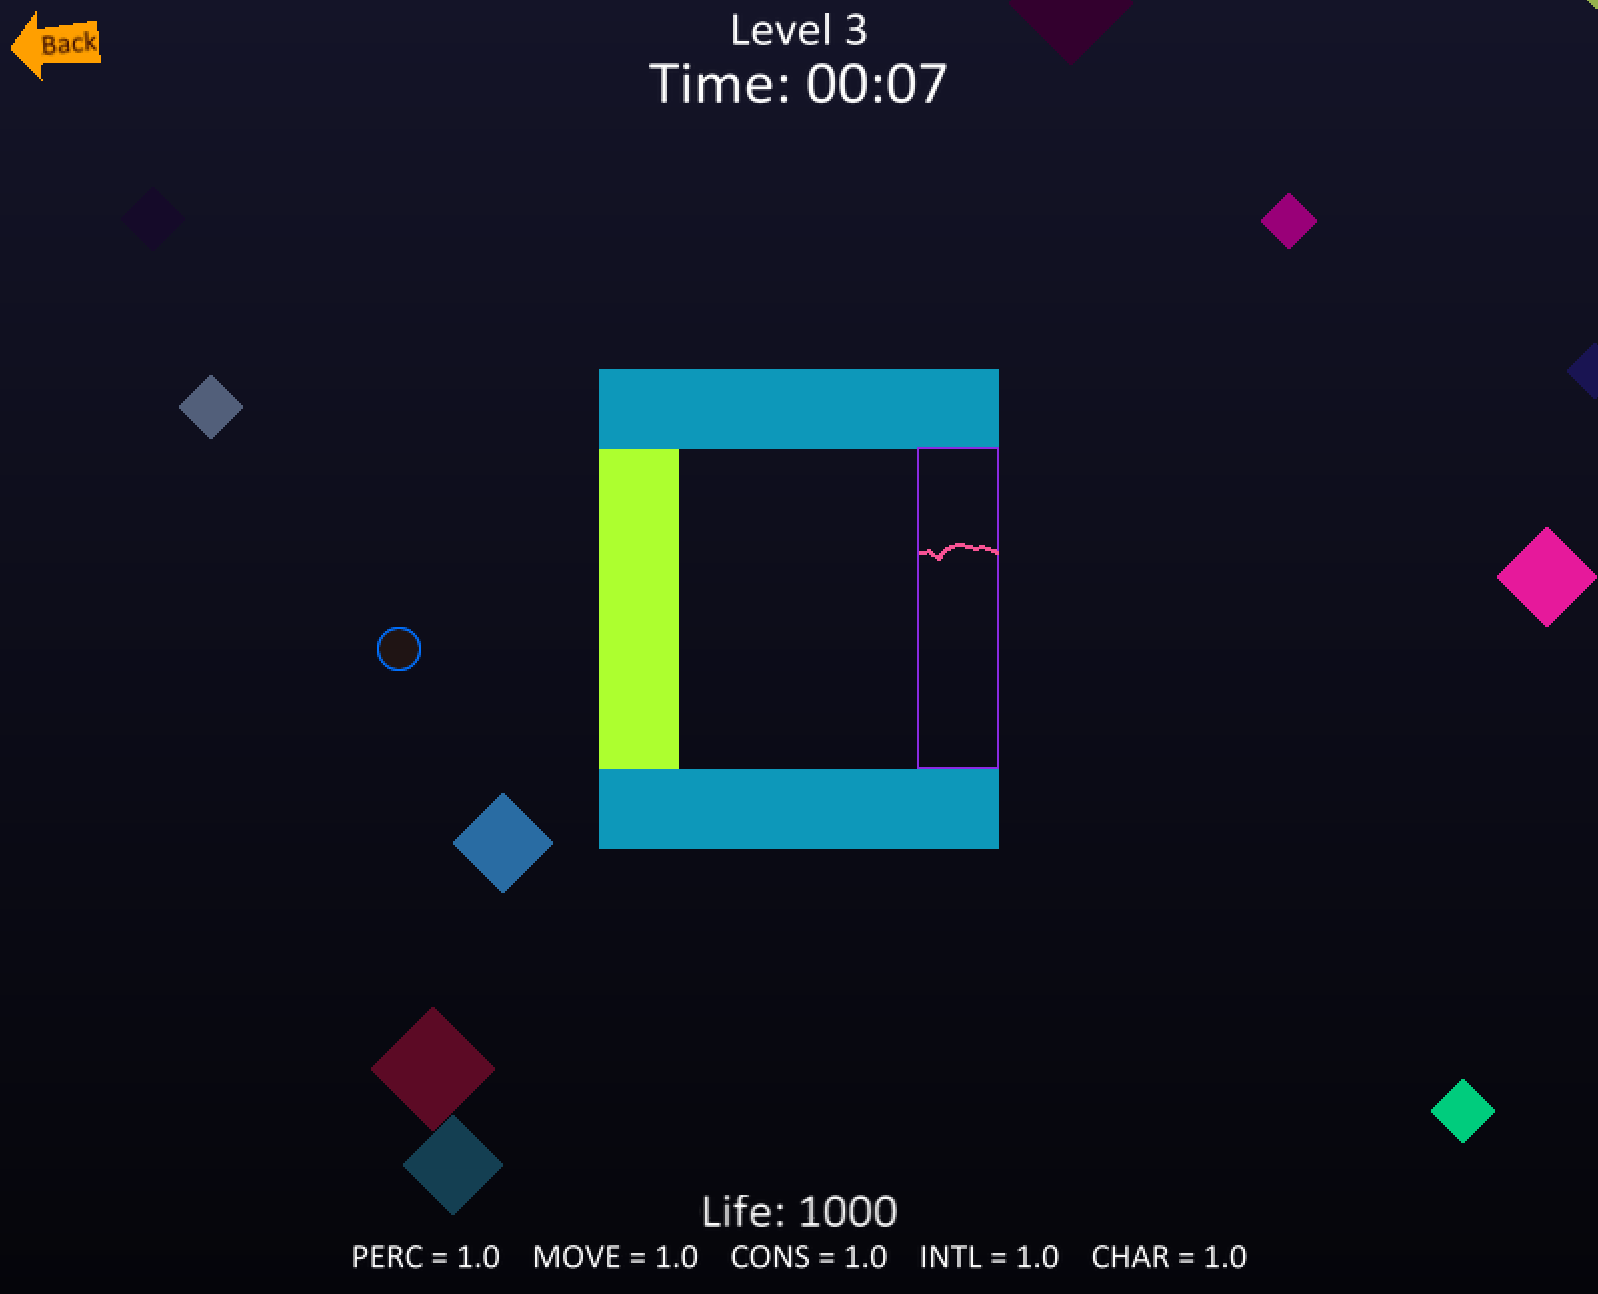 Back
Level 3
Time: 00:07
Life: 1000
PERC = 1.0 MOVE = 1.0 CONS = 1.0 INTL = 1.0 CHAR = 1.0